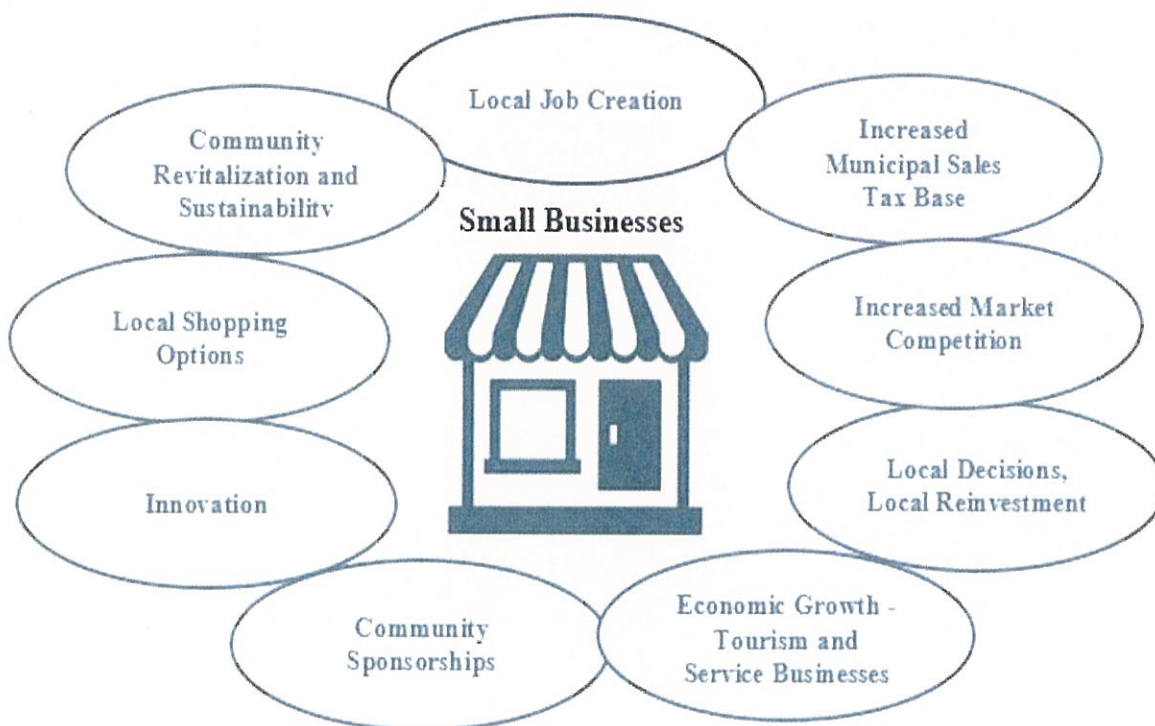 Local Job Creation
Increased
Municipal Sales
Tax Base
Increased Market
Competition
Local Decisions,
Local Reinvestment
Economic Growth -
Tourism and
Service Businesses
Community
Sponsorships
Innovation
Local Shopping
Options
Community
Revitalization and
Sustainability
Small Businesses